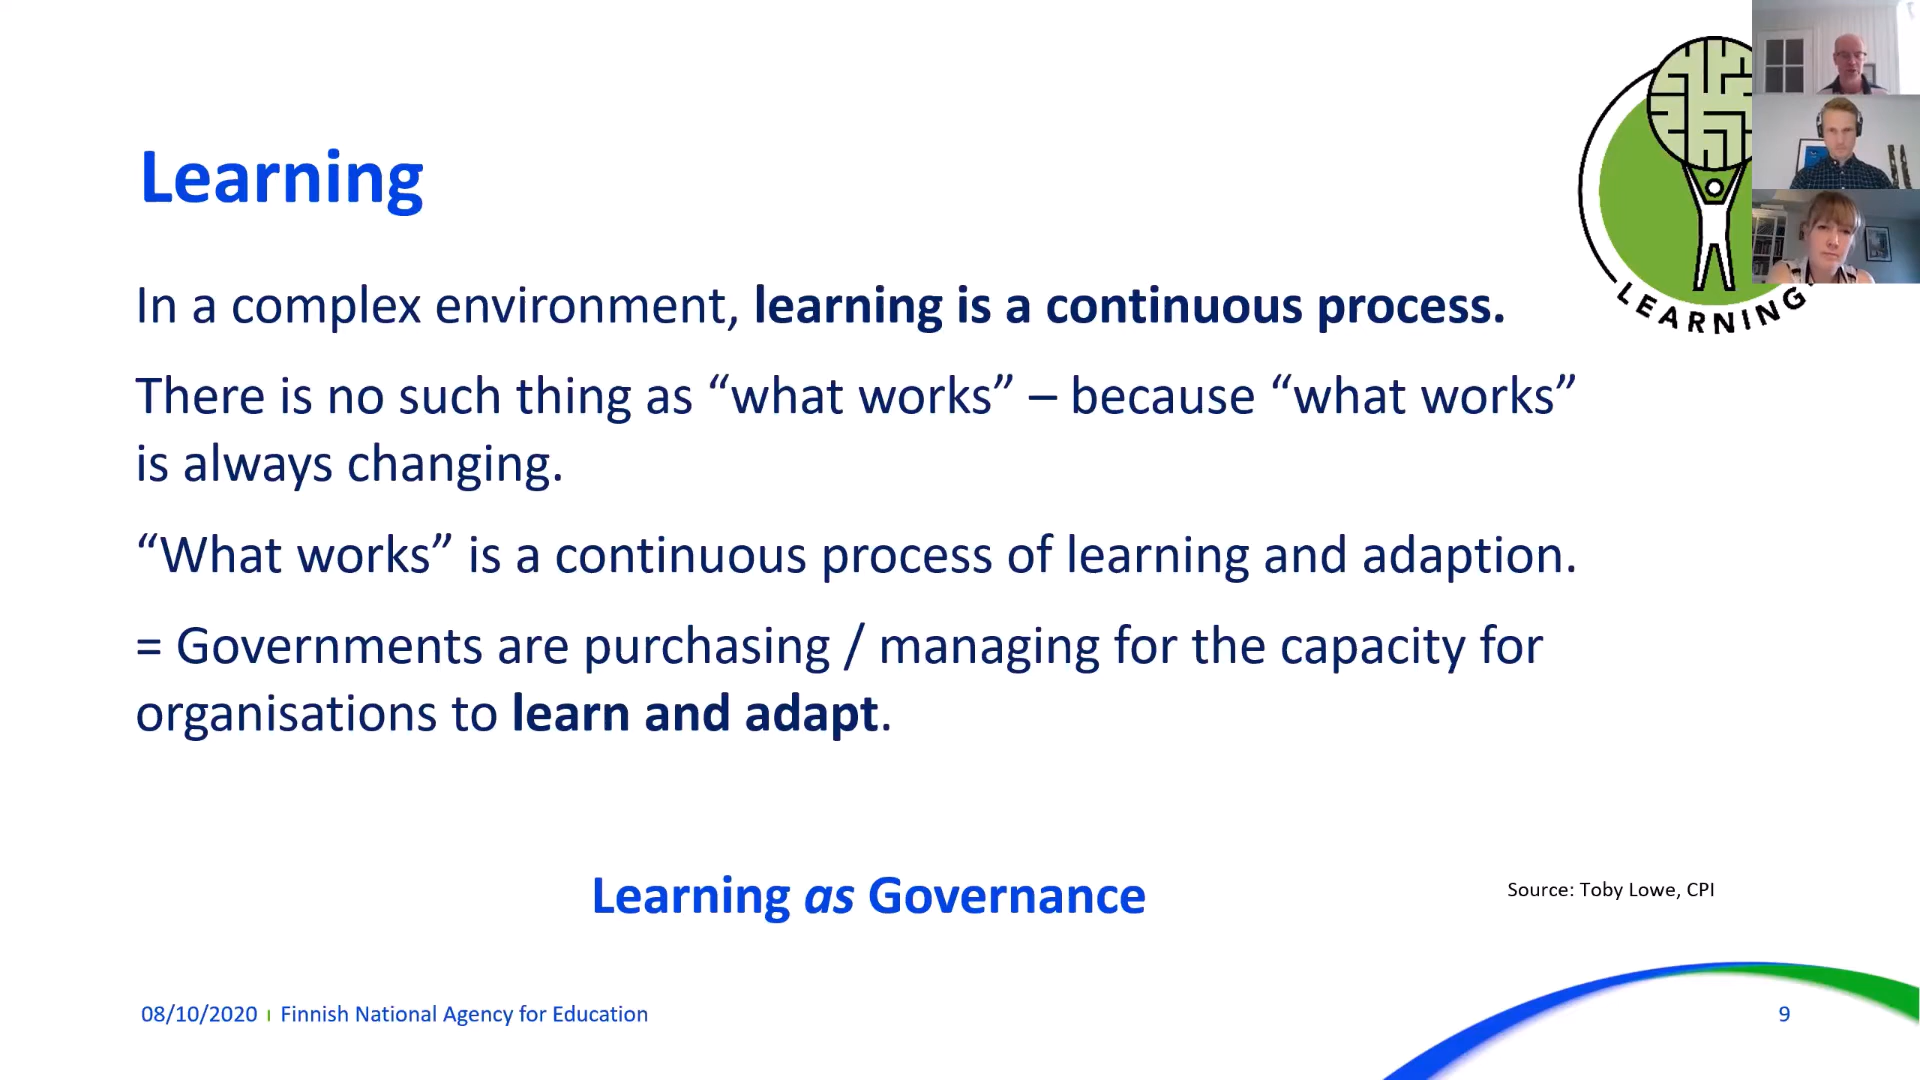 Learning
LEARNING
In a complex environment, learning is a continuous process.
There is no such thing as “what works” – because “what works”
is always changing.
“What works” is a continuous process of learning and adaption.
= Governments are purchasing / managing for the capacity for
organisations to learn and adapt.
Learning as Governance
Source: Toby Lowe, CPI
08/10/2020 I Finnish National Agency for Education
9